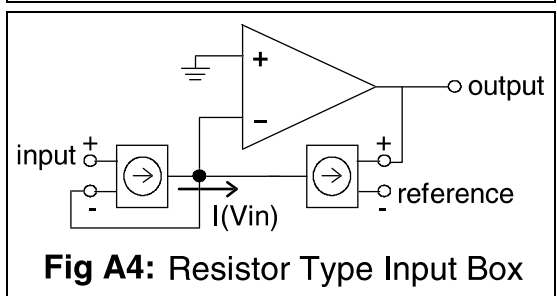 +
−
output
input
+
-
I(Vin)
+
-
reference
Fig A4: Resistor Type Input Box